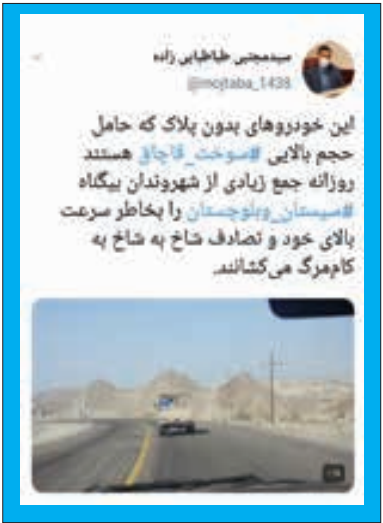 سیدمجتبی طباطبایی زاده
@mojtaba_1438
این خودروهای بدون پلاک که حامل
حجم بالایی #سوخت_قاچاق هستند
روزانه جمع زیادی از شهروندان بیگناه
#سیستان_وبلوچستان را بخاطر سرعت
بالای خود و تصادف شاخ به شاخ به
کام‌مرگ می‌کشانند.